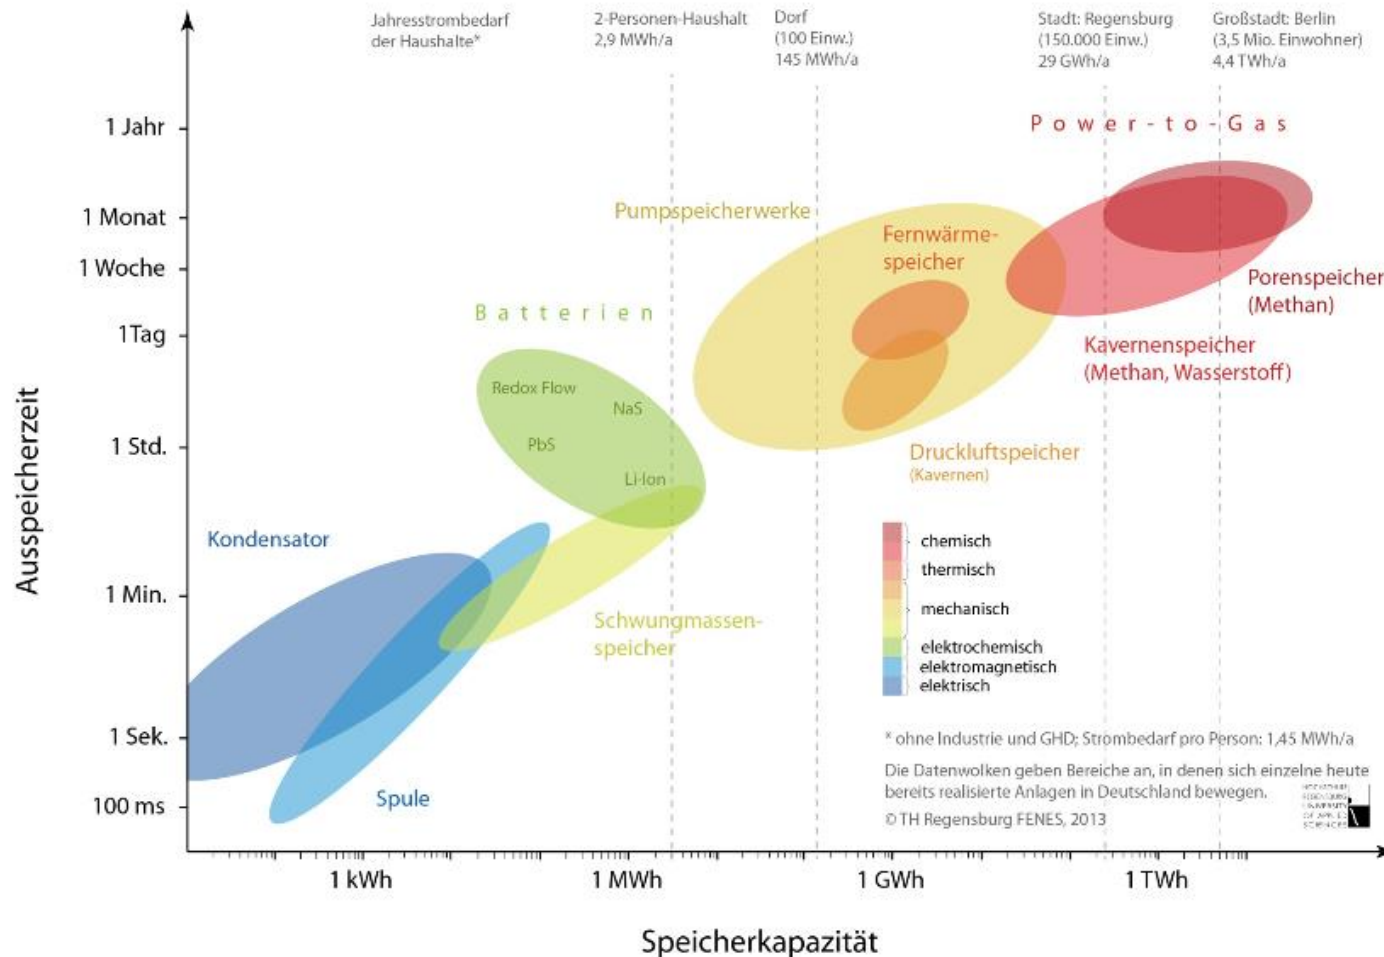 Jahresstrombedarf
der Haushalte*
2-Personen-Haushalt
2,9 MWh/a
Dorf
(100 Einw.)
145 MWh/a
Stadt: Regensburg
(150.000 Einw.)
29 GWh/a
Großstadt: Berlin
(3,5 Mio. Einwohner)
4,4 TWh/a
Ausspeicherzeit
1 Jahr
1 Monat
1 Woche
1Tag
1 Std.
1 Min.
1 Sek.
100 ms
Power-to-Gas
Pumpspeicherwerke
Fernwärme-
speicher
Porenspeicher
(Methan)
Batterien
Kavernenspeicher
(Methan, Wasserstoff)
Redox Flow
NaS
PbS
Li-Ion
Druckluftspeicher
(Kavernen)
Kondensator
Schwungmassen-
speicher
Spule
chemisch
thermisch
mechanisch
elektrochemisch
elektromagnetisch
elektrisch
* ohne Industrie und GHD; Strombedarf pro Person: 1,45 MWh/a
Die Datenwolken geben Bereiche an, in denen sich einzelne heute
bereits realisierte Anlagen in Deutschland bewegen.
© TH Regensburg FENES, 2013
HOCHSCHULE
REGENSBURG
UNIVERSITY
OF APPLIED
SCIENCES
1 kWh
1 MWh
1 GWh
1 TWh
Speicherkapazität